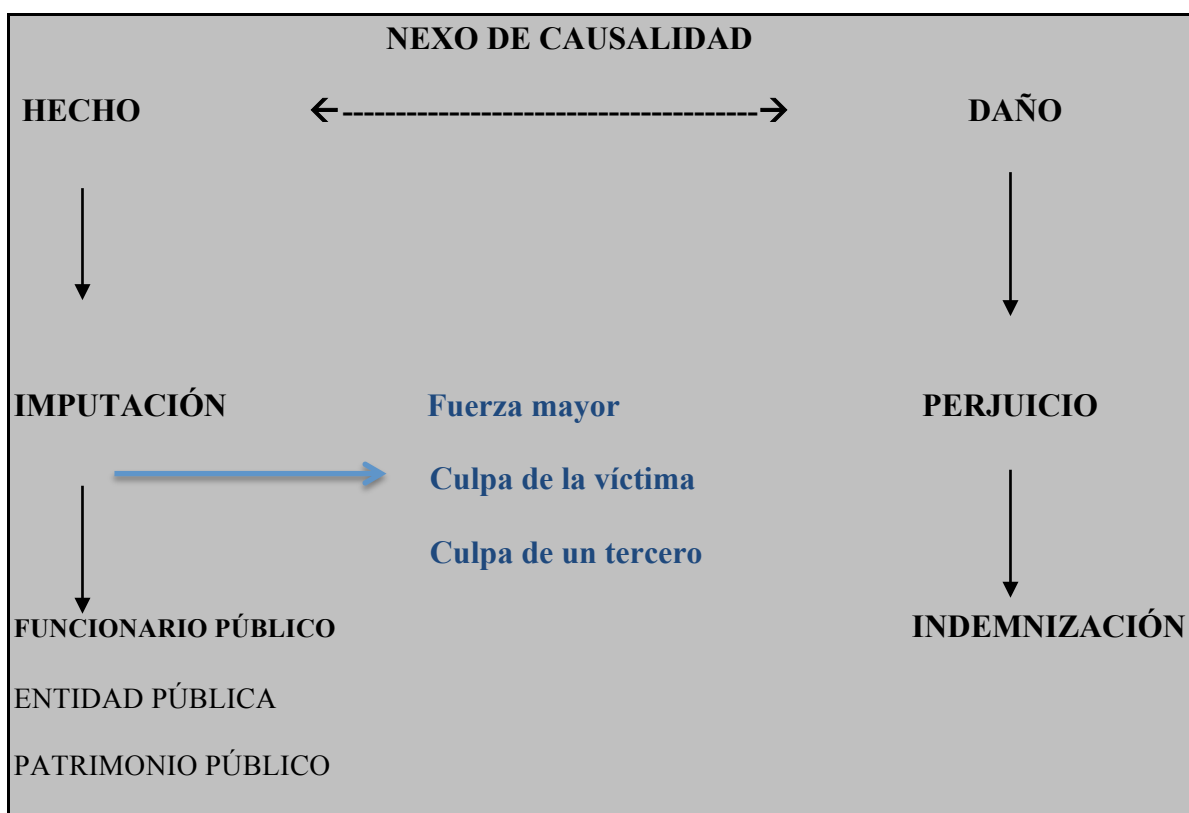 NEXO DE CAUSALIDAD
HECHO ←---------------------------------------→ DAÑO
IMPUTACIÓN Fuerza mayor PERJUICIO
Culpa de la víctima
Culpa de un tercero
FUNCIONARIO PÚBLICO INDEMNIZACIÓN
ENTIDAD PÚBLICA
PATRIMONIO PÚBLICO